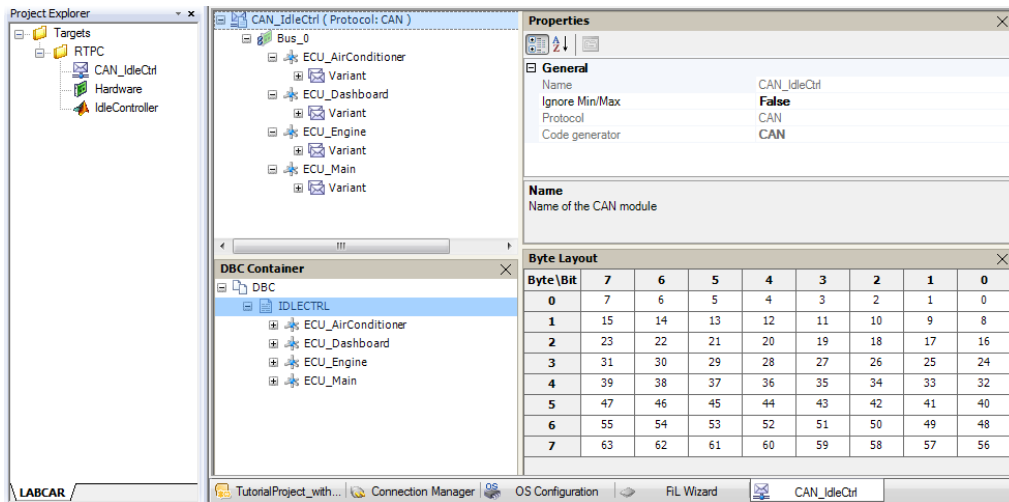 Project Explorer
Targets
RTPC
CAN_IdleCtrl
Hardware
IdleController
LABCAR
CAN_IdleCtrl ( Protocol: CAN )
Bus_0
ECU_AirConditioner
Variant
ECU_Dashboard
Variant
ECU_Engine
Variant
ECU_Main
Variant
DBC Container
DBC
IDLECTRL
ECU_AirConditioner
ECU_Dashboard
ECU_Engine
ECU_Main
Properties
General
Name CAN_IdleCtrl
Ignore Min/Max False
Protocol CAN
Code generator CAN
Name
Name of the CAN module
Byte Layout
Byte\Bit 7 6 5 4 3 2 1 0
0 7 6 5 4 3 2 1 0
1 15 14 13 12 11 10 9 8
2 23 22 21 20 19 18 17 16
3 31 30 29 28 27 26 25 24
4 39 38 37 36 35 34 33 32
5 47 46 45 44 43 42 41 40
6 55 54 53 52 51 50 49 48
7 63 62 61 60 59 58 57 56
TutorialProject_with... Connection Manager OS OS Configuration FiL Wizard CAN_IdleCtrl